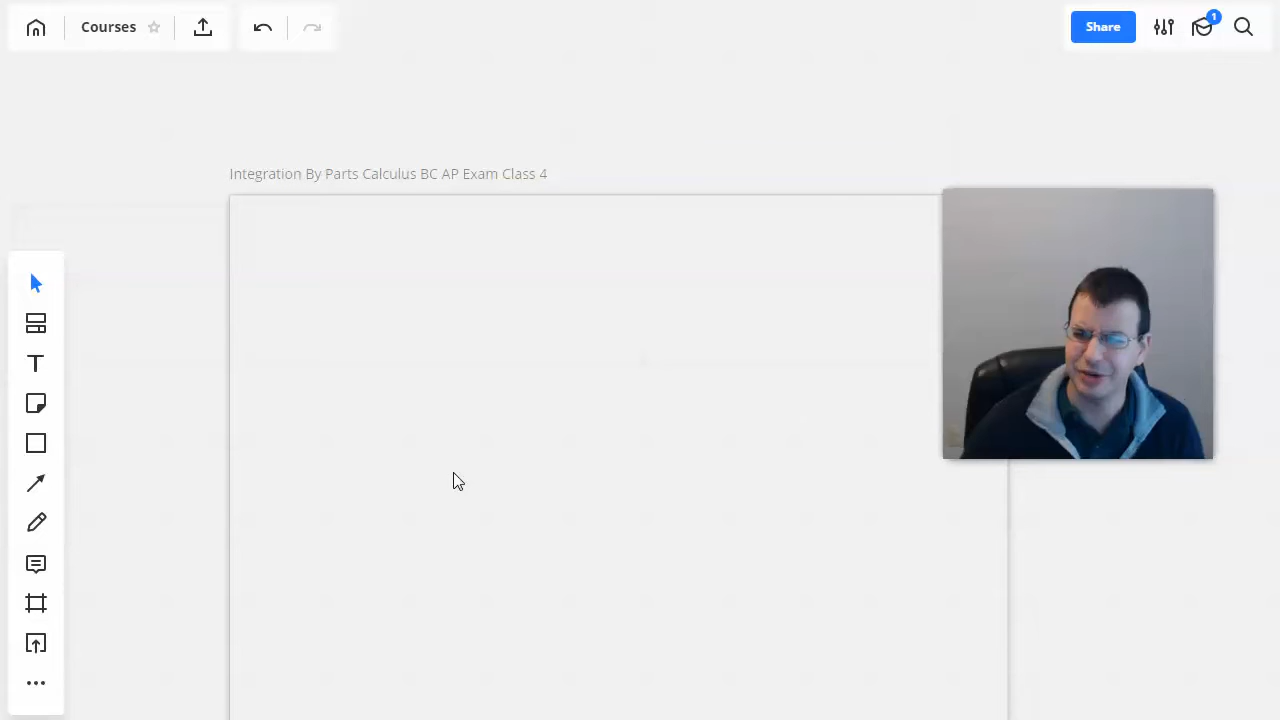 Courses
Share
1
Integration By Parts Calculus BC AP Exam Class 4
T